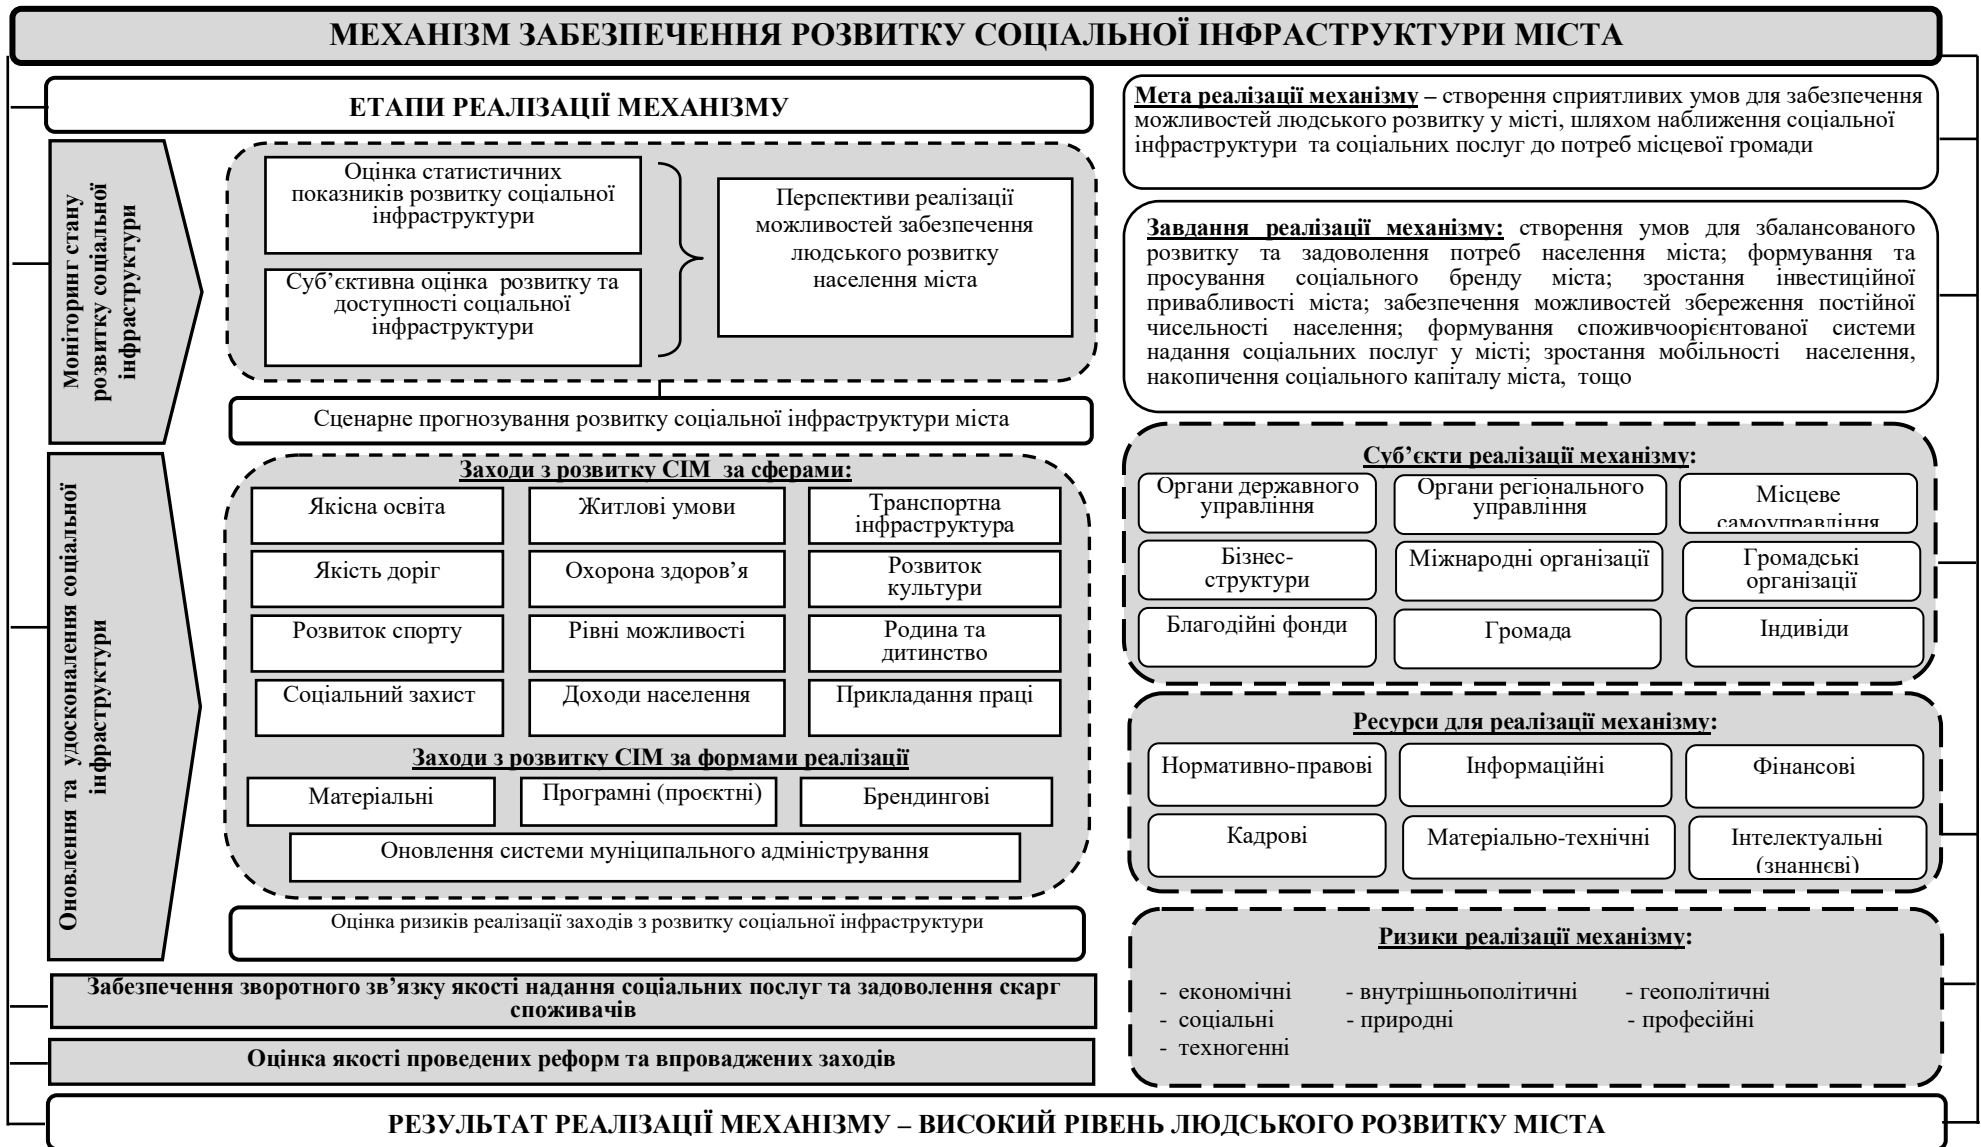 МЕХАНІЗМ ЗАБЕЗПЕЧЕННЯ РОЗВИТКУ СОЦІАЛЬНОЇ ІНФРАСТРУКТУРИ МІСТА
ЕТАПИ РЕАЛІЗАЦІЇ МЕХАНІЗМУ
Моніторинг стану
розвитку соціальної
інфраструктури
Оцінка статистичних
показників розвитку соціальної
інфраструктури
Суб’єктивна оцінка розвитку та
доступності соціальної
інфраструктури
Перспективи реалізації
можливостей забезпечення
людського розвитку
населення міста
Сценарне прогнозування розвитку соціальної інфраструктури міста
Оновлення та удосконалення соціальної
інфраструктури
Заходи з розвитку СІМ за сферами:
Якісна освіта
Житлові умови
Транспортна
інфраструктура
Якість доріг
Охорона здоров’я
Розвиток
культури
Розвиток спорту
Рівні можливості
Родина та
дитинство
Соціальний захист
Доходи населення
Прикладання праці
Заходи з розвитку СІМ за формами реалізації
Матеріальні
Програмні (проєктні)
Брендингові
Оновлення системи муніципального адміністрування
Оцінка ризиків реалізації заходів з розвитку соціальної інфраструктури
Забезпечення зворотного зв’язку якості надання соціальних послуг та задоволення скарг
споживачів
Оцінка якості проведених реформ та впроваджених заходів
Мета реалізації механізму – створення сприятливих умов для забезпечення
можливостей людського розвитку у місті, шляхом наближення соціальної
інфраструктури та соціальних послуг до потреб місцевої громади
Завдання реалізації механізму: створення умов для збалансованого
розвитку та задоволення потреб населення міста; формування та
просування соціального бренду міста; зростання інвестиційної
привабливості міста; забезпечення можливостей збереження постійної
чисельності населення; формування споживчоорієнтованої системи
надання соціальних послуг у місті; зростання мобільності населення,
накопичення соціального капіталу міста, тощо
Суб’єкти реалізації механізму:
Органи державного
управління
Органи регіонального
управління
Місцеве
самоуправління
Бізнес-
структури
Міжнародні організації
Громадські
організації
Благодійні фонди
Громада
Індивіди
Ресурси для реалізації механізму:
Нормативно-правові
Інформаційні
Фінансові
Кадрові
Матеріально-технічні
Інтелектуальні
(знаннєві)
Ризики реалізації механізму:
- економічні - внутрішньополітичні - геополітичні
- соціальні - природні - професійні
- техногенні
РЕЗУЛЬТАТ РЕАЛІЗАЦІЇ МЕХАНІЗМУ – ВИСОКИЙ РІВЕНЬ ЛЮДСЬКОГО РОЗВИТКУ МІСТА